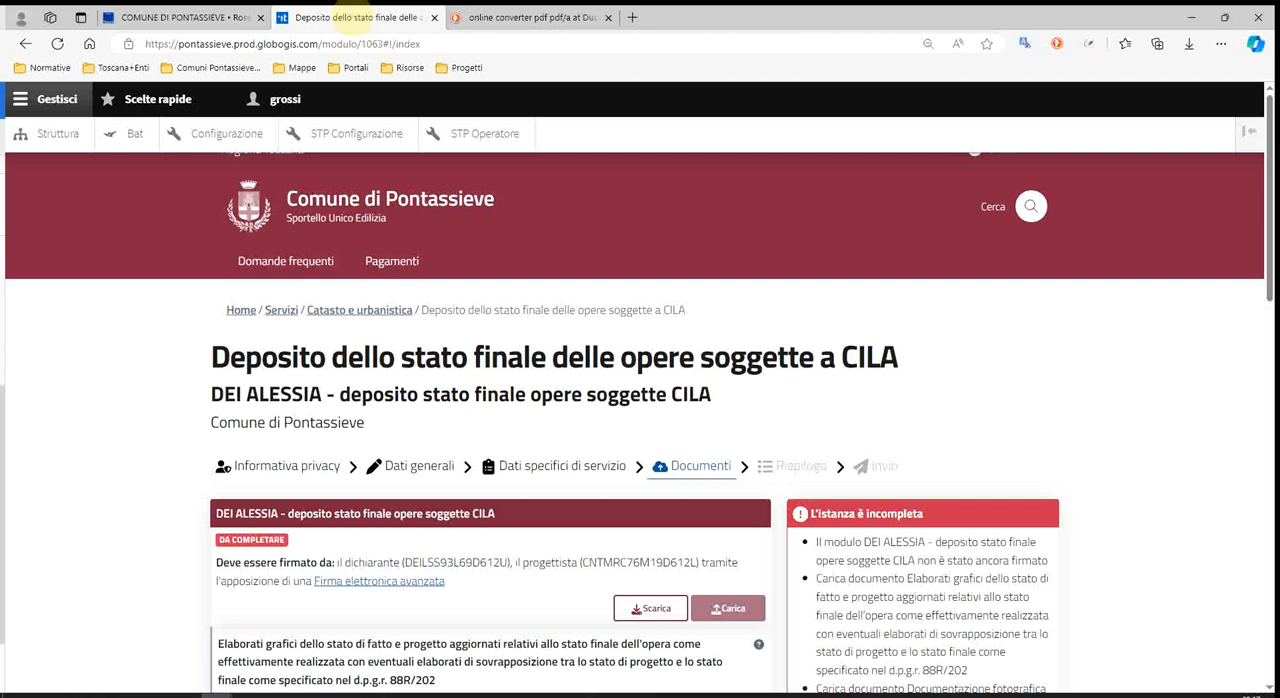 COMUNE DI PONTASSIEVE • Ros
Deposito dello stato finale delle o
online converter pdf pdf/a at Duc
https://pontassieve.prod.globogis.com/modulo/1063#!/index
Normative
Toscana+Enti
Comuni Pontassieve...
Mappe
Portali
Risorse
Progetti
Gestisci
Scelte rapide
grossi
Struttura
Bat
Configurazione
STP Configurazione
STP Operatore
Comune di Pontassieve
Sportello Unico Edilizia
Cerca
Domande frequenti
Pagamenti
Home / Servizi / Catasto e urbanistica / Deposito dello stato finale delle opere soggette a CILA
Deposito dello stato finale delle opere soggette a CILA
DEI ALESSIA - deposito stato finale opere soggette CILA
Comune di Pontassieve
Informativa privacy
Dati generali
Dati specifici di servizio
Documenti
Riepilogo
Invio
DEI ALESSIA - deposito stato finale opere soggette CILA
DA COMPLETARE
Deve essere firmato da: il dichiarante (DEILSS93L69D612U), il progettista (CNTMRC76M19D612L) tramite
l'apposizione di una Firma elettronica avanzata
Scarica
Carica
Elaborati grafici dello stato di fatto e progetto aggiornati relativi allo stato finale dell'opera come
effettivamente realizzata con eventuali elaborati di sovrapposizione tra lo stato di progetto e lo stato
finale come specificato nel d.p.g.r. 88R/202
L'istanza è incompleta
Il modulo DEI ALESSIA - deposito stato finale
opere soggette CILA non è stato ancora firmato
Carica documento Elaborati grafici dello stato di
fatto e progetto aggiornati relativi allo stato
finale dell'opera come effettivamente realizzata
con eventuali elaborati di sovrapposizione tra lo
stato di progetto e lo stato finale come
specificato nel d.p.g.r. 88R/202
Carica documento Documentazione fotografica